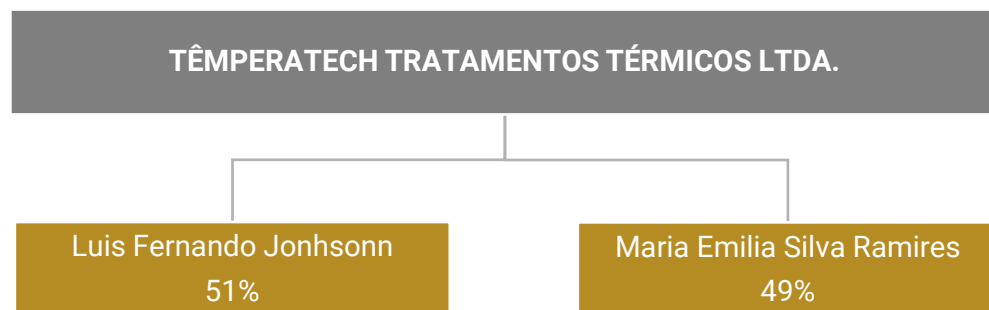 TÊMPERATECH TRATAMENTOS TÉRMICOS LTDA.
Luis Fernando Jonhsonn
51%
Maria Emilia Silva Ramires
49%